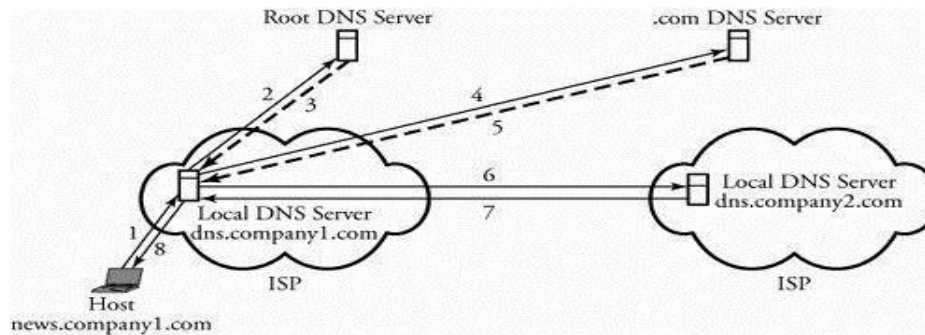 Root DNS Server
.com DNS Server
2
3
4
5
6
7
Local DNS Server
dns.company1.com
Local DNS Server
dns.company2.com
1
8
ISP
ISP
Host
news.company1.com